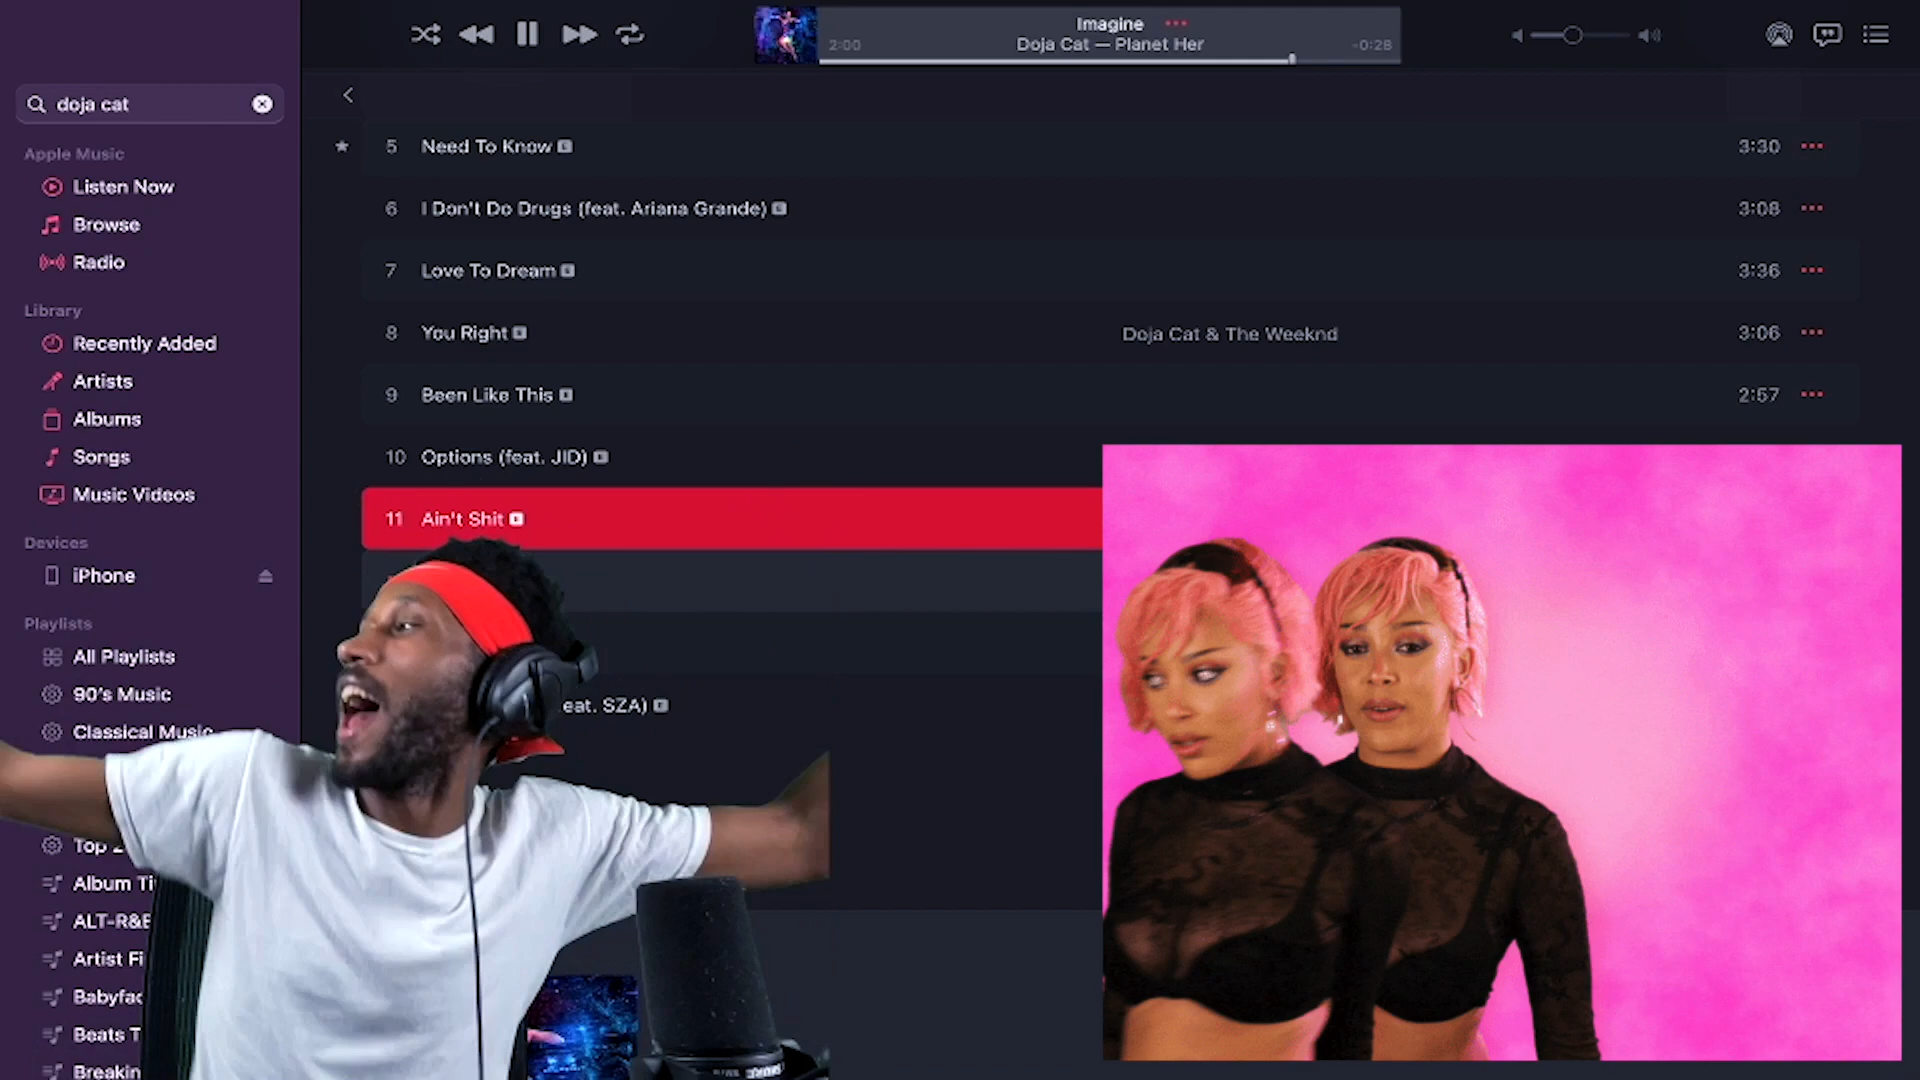 Imagine
Doja Cat — Planet Her
2:00
-0:28
doja cat
Apple Music
Listen Now
Browse
Radio
Library
Recently Added
Artists
Albums
Songs
Music Videos
Devices
iPhone
Playlists
All Playlists
90's Music
Classical Music
Top 2
Album Ti
ALT-R&B
Artist Fi
Babyfac
Beats T
Breakin
5 Need To Know E 3:30
6 I Don't Do Drugs (feat. Ariana Grande) E 3:08
7 Love To Dream E 3:36
8 You Right E Doja Cat & The Weeknd 3:06
9 Been Like This E 2:57
10 Options (feat. JID) E
11 Ain't Shit E
eat. SZA) E